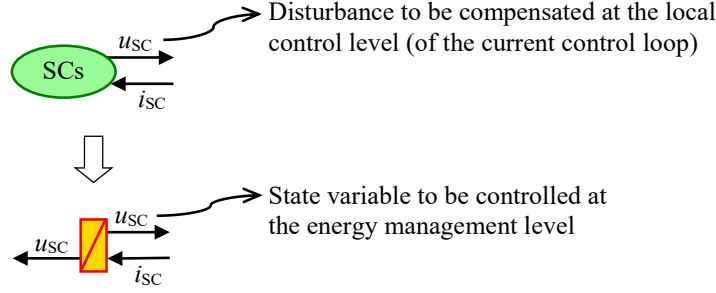 Disturbance to be compensated at the local
control level (of the current control loop)
uSC
SCs
iSC
State variable to be controlled at
the energy management level
uSC
uSC
iSC